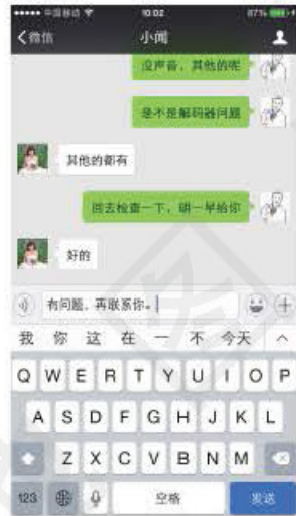 中国移动 10:02 87%
微信 小闻
没声音，其他的呢
是不是解码器问题
其他的都有
回去检查一下，明一早给你
好的
有问题，再联系你。
我 你 这 在 一 不 今天
Q W E R T Y U I O P
A S D F G H J K L
Z X C V B N M
123 空格 发送